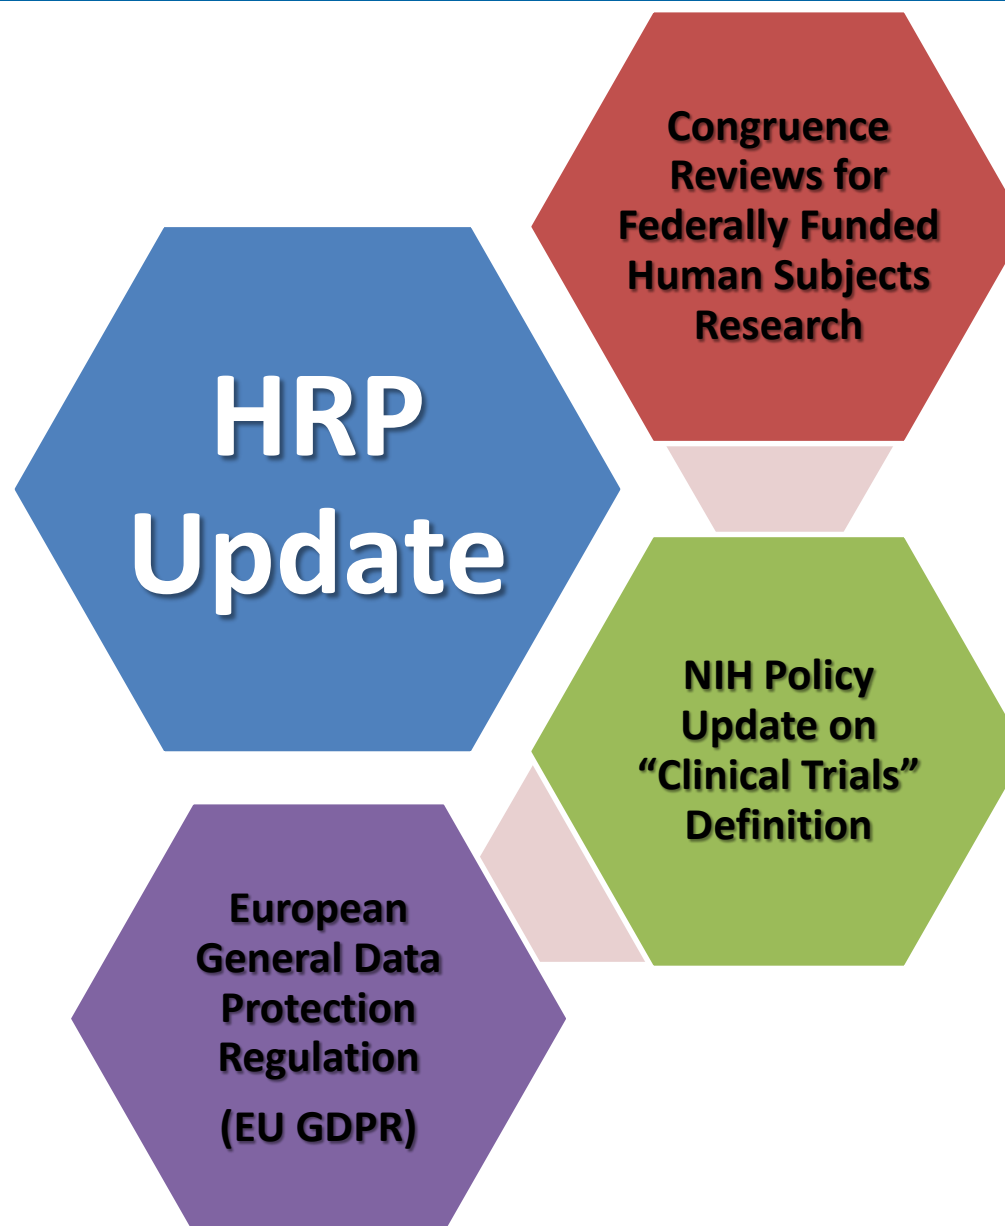 HRP
Update
Congruence
Reviews for
Federally Funded
Human Subjects
Research
NIH Policy
Update on
“Clinical Trials”
Definition
European
General Data
Protection
Regulation
(EU GDPR)